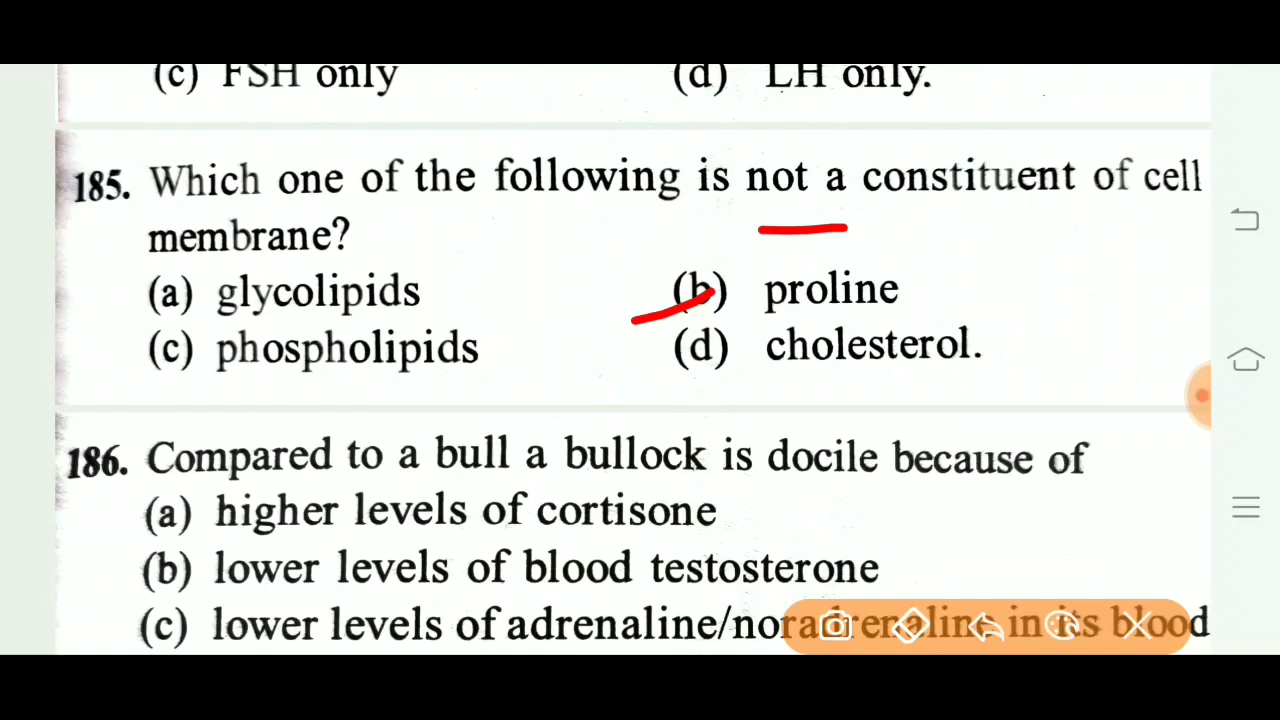 (c) FSH only (d) LH only.
185. Which one of the following is not a constituent of cell
membrane?
(a) glycolipids (b) proline
(c) phospholipids (d) cholesterol.
186. Compared to a bull a bullock is docile because of
(a) higher levels of cortisone
(b) lower levels of blood testosterone
(c) lower levels of adrenaline/noradrenaline in its blood